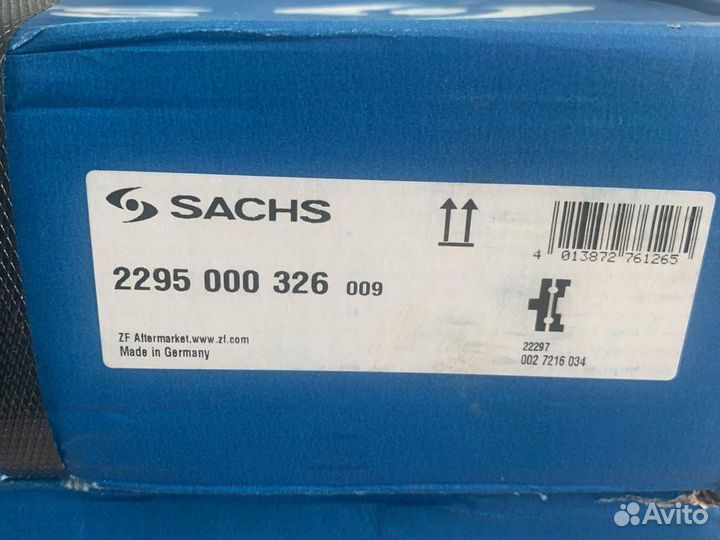 SACHS
2295 000 326 009
ZF Aftermarket.www.zf.com
Made in Germany
4 013872 761265
22297
002 7216 034
Avito